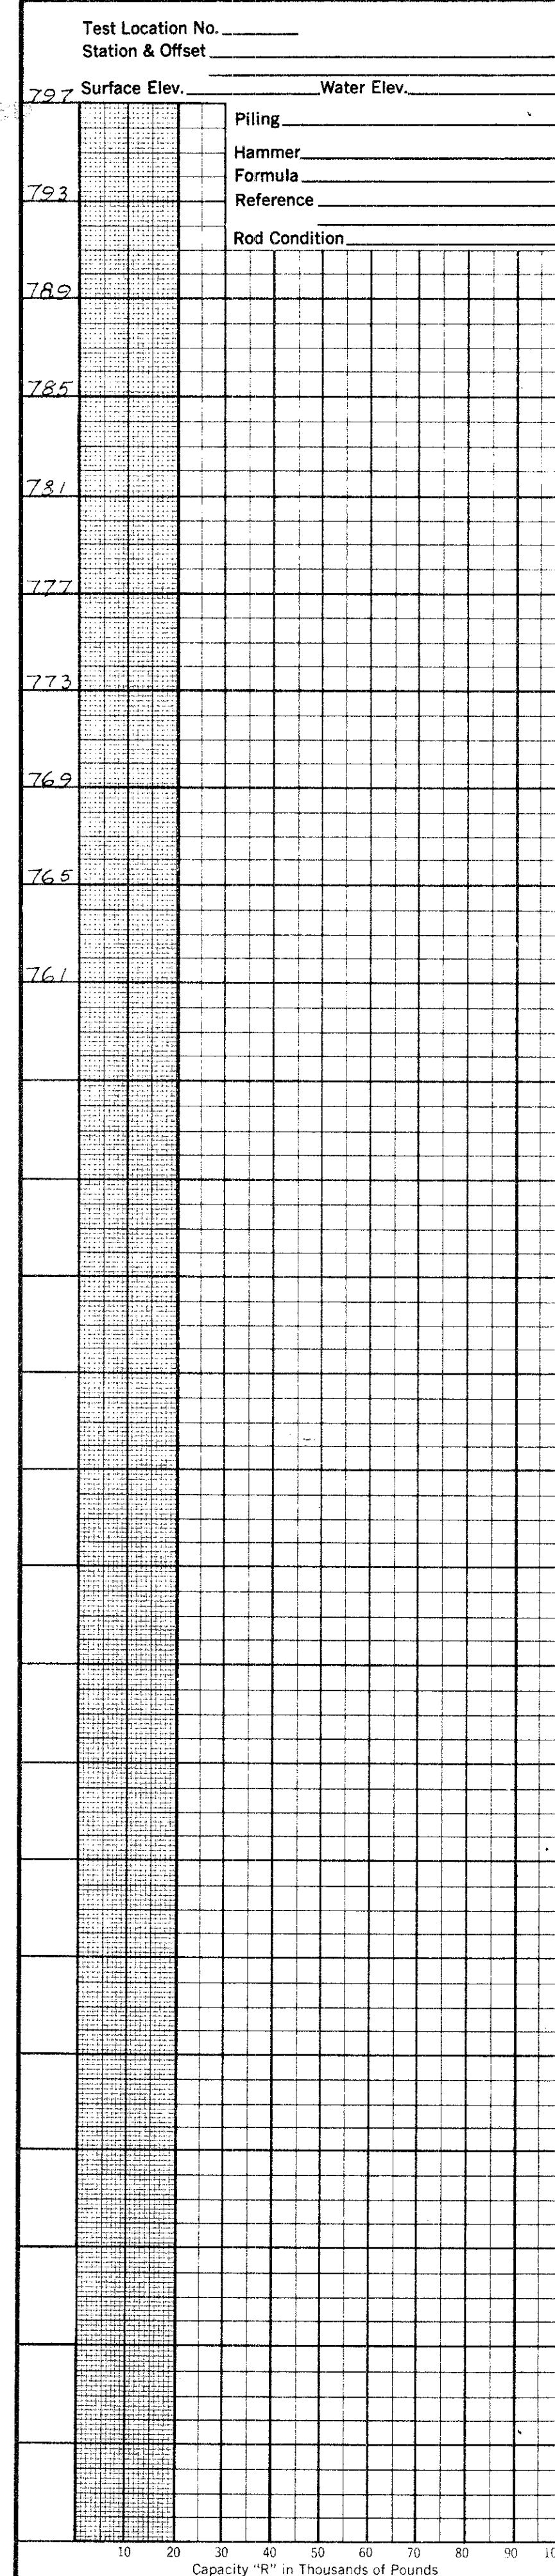 Test Location No.
Station & Offset
Surface Elev. Water Elev.
797
Piling
Hammer
Formula
793
Reference
Rod Condition
789
785
781
777
773
769
765
761
10 20 30 40 50 60 70 80 90
Capacity "R" in Thousands of Pounds